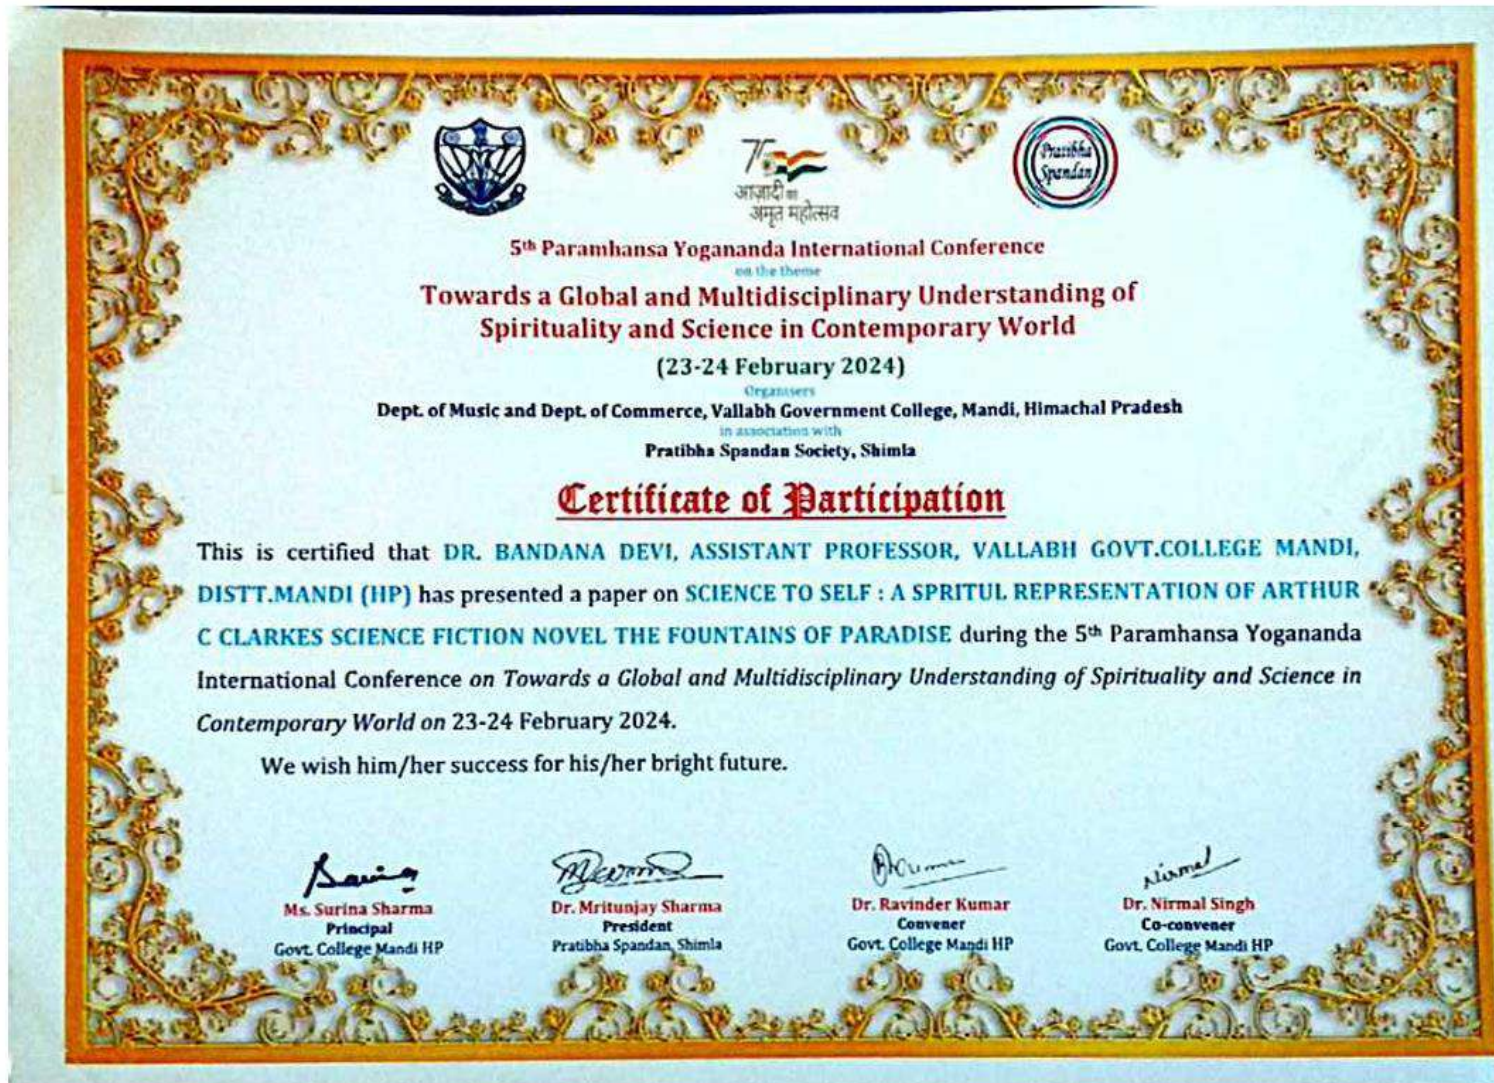 आज़ादी का
अमृत महोत्सव
Pratibha
Spandan
5th Paramhansa Yogananda International Conference
on the theme
Towards a Global and Multidisciplinary Understanding of
Spirituality and Science in Contemporary World
(23-24 February 2024)
Organisers
Dept. of Music and Dept. of Commerce, Vallabh Government College, Mandi, Himachal Pradesh
in association with
Pratibha Spandan Society, Shimla
Certificate of Participation
This is certified that DR. BANDANA DEVI, ASSISTANT PROFESSOR, VALLABH GOVT.COLLEGE MANDI,
DISTT.MANDI (HP) has presented a paper on SCIENCE TO SELF : A SPRITUL REPRESENTATION OF ARTHUR
C CLARKES SCIENCE FICTION NOVEL THE FOUNTAINS OF PARADISE during the 5th Paramhansa Yogananda
International Conference on Towards a Global and Multidisciplinary Understanding of Spirituality and Science in
Contemporary World on 23-24 February 2024.
We wish him/her success for his/her bright future.
Nirmal
Ms. Surina Sharma
Principal
Govt. College Mandi HP
Dr. Mritunjay Sharma
President
Pratibha Spandan, Shimla
Dr. Ravinder Kumar
Convener
Govt. College Mandi HP
Dr. Nirmal Singh
Co-convener
Govt. College Mandi HP